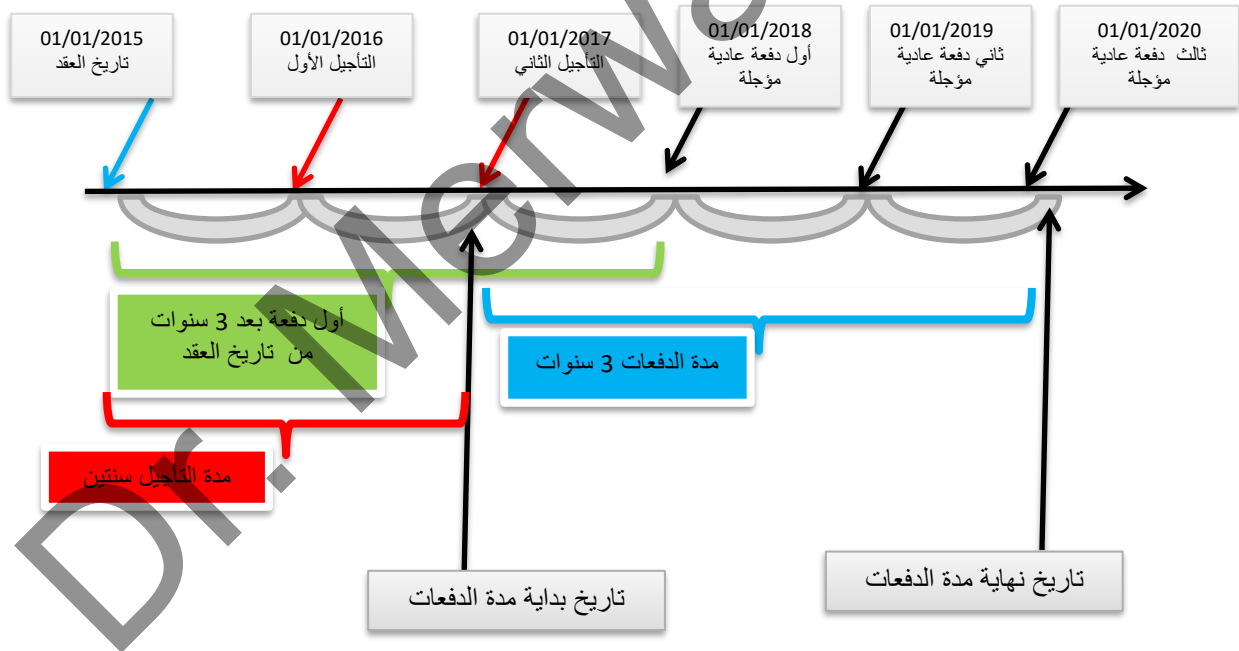 01/01/2015
تاريخ العقد
01/01/2016
التأجيل الأول
01/01/2017
التأجيل الثاني
01/01/2018
أول دفعة عادية
مؤجلة
01/01/2019
ثاني دفعة عادية
مؤجلة
01/01/2020
ثالث دفعة عادية
مؤجلة
أول دفعة بعد 3 سنوات
من تاريخ العقد
مدة الدفعات 3 سنوات
مدة التأجيل سنتين
تاريخ بداية مدة الدفعات
تاريخ نهاية مدة الدفعات
Dr.